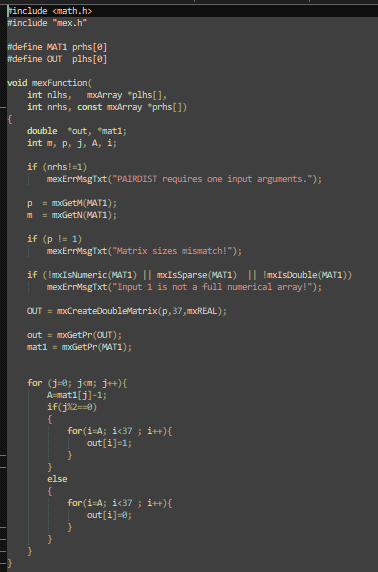 #include <math.h>
#include "mex.h"
#define MAT1 prhs[0]
#define OUT plhs[0]
void mexFunction(
int nlhs, mxArray *plhs[],
int nrhs, const mxArray *prhs[])
{
double *out, *mat1;
int m, p, j, A, i;
if (nrhs!=1)
mexErrMsgTxt("PAIRDIST requires one input arguments.");
p = mxGetM(MAT1);
m = mxGetN(MAT1);
if (p != 1)
mexErrMsgTxt("Matrix sizes mismatch!");
if (!mxIsNumeric(MAT1) || mxIsSparse(MAT1) || !mxIsDouble(MAT1))
mexErrMsgTxt("Input 1 is not a full numerical array!");
OUT = mxCreateDoubleMatrix(p,37,mxREAL);
out = mxGetPr(OUT);
mat1 = mxGetPr(MAT1);
for (j=0; j<m; j++){
A=mat1[j]-1;
if(j%2==0)
{
for(i=A; i<37 ; i++){
out[i]=1;
}
}
else
{
for(i=A; i<37 ; i++){
out[i]=0;
}
}
}
}